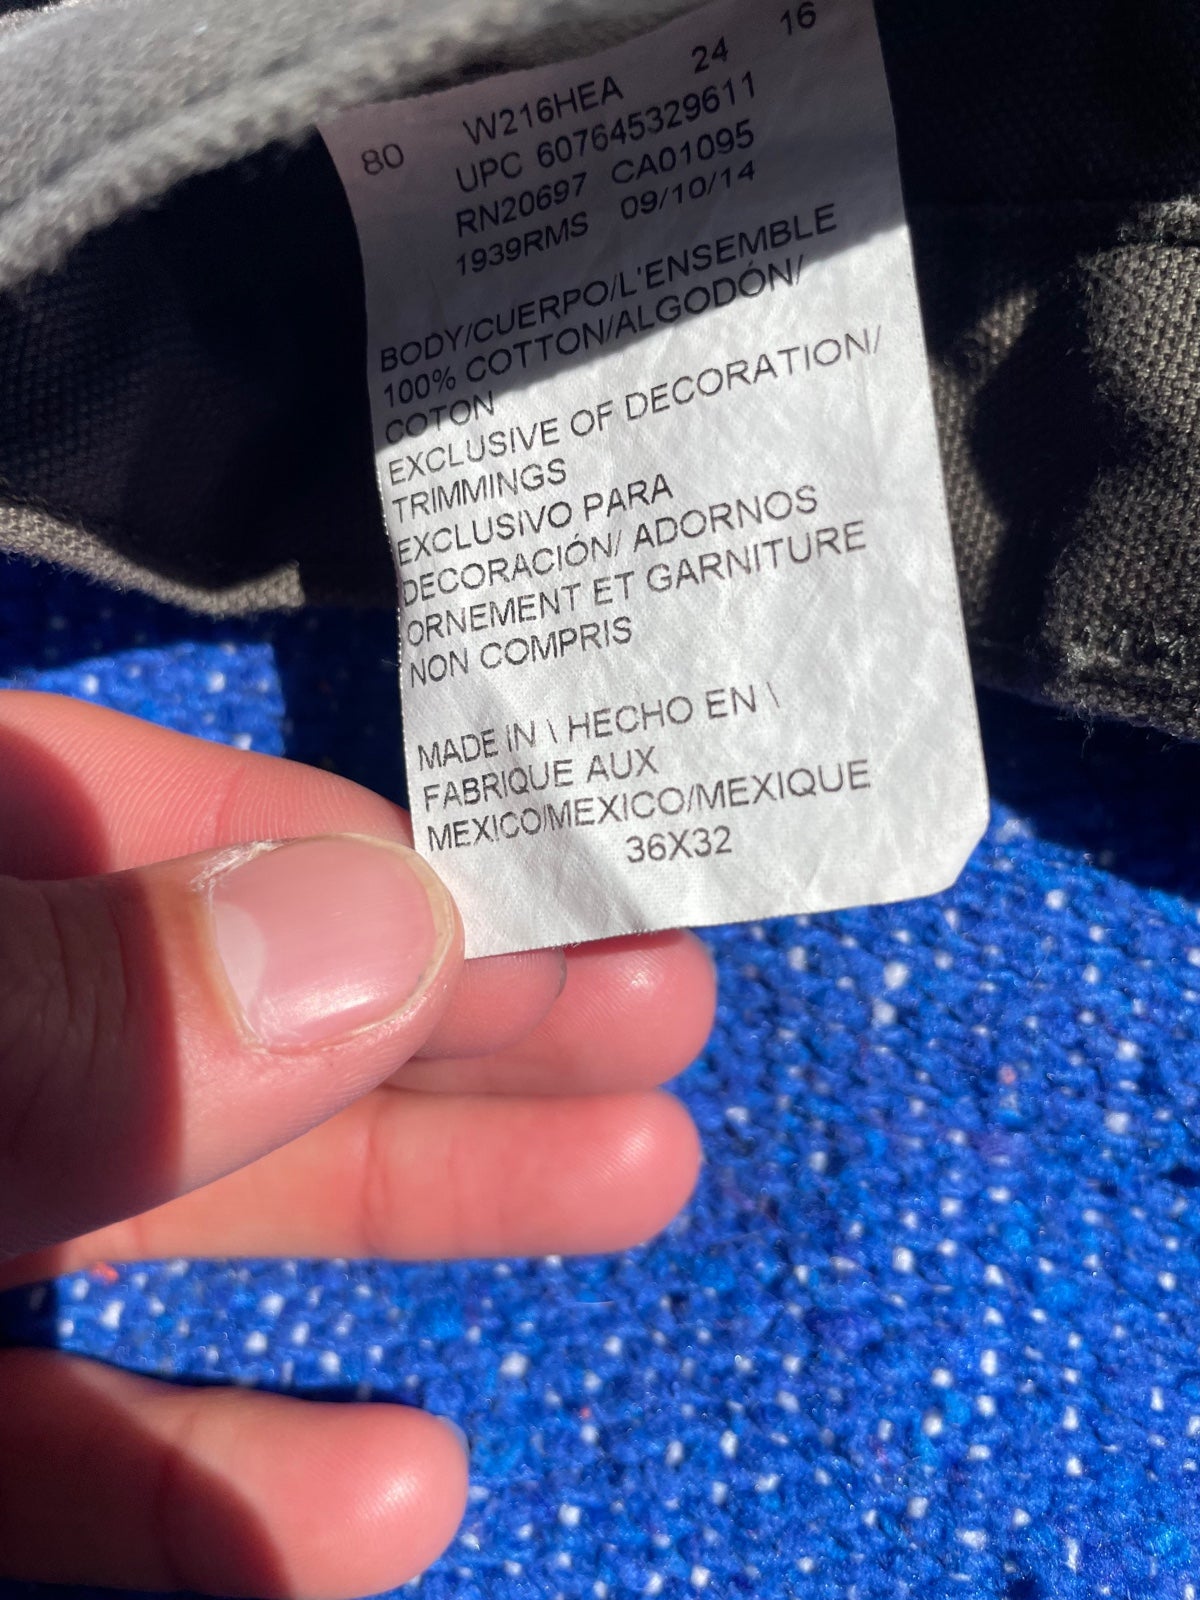 24 16
80 W216HEA
UPC 607645329611
RN20697 CA01095
1939RMS 09/10/14
BODY/CUERPO/L'ENSEMBLE
100% COTTON/ALGODÓN/
COTON
EXCLUSIVE OF DECORATION/
TRIMMINGS
EXCLUSIVO PARA
DECORACIÓN/ ADORNOS
ORNEMENT ET GARNITURE
NON COMPRIS
MADE IN \ HECHO EN \
FABRIQUE AUX
MEXICO/MEXICO/MEXIQUE
36X32